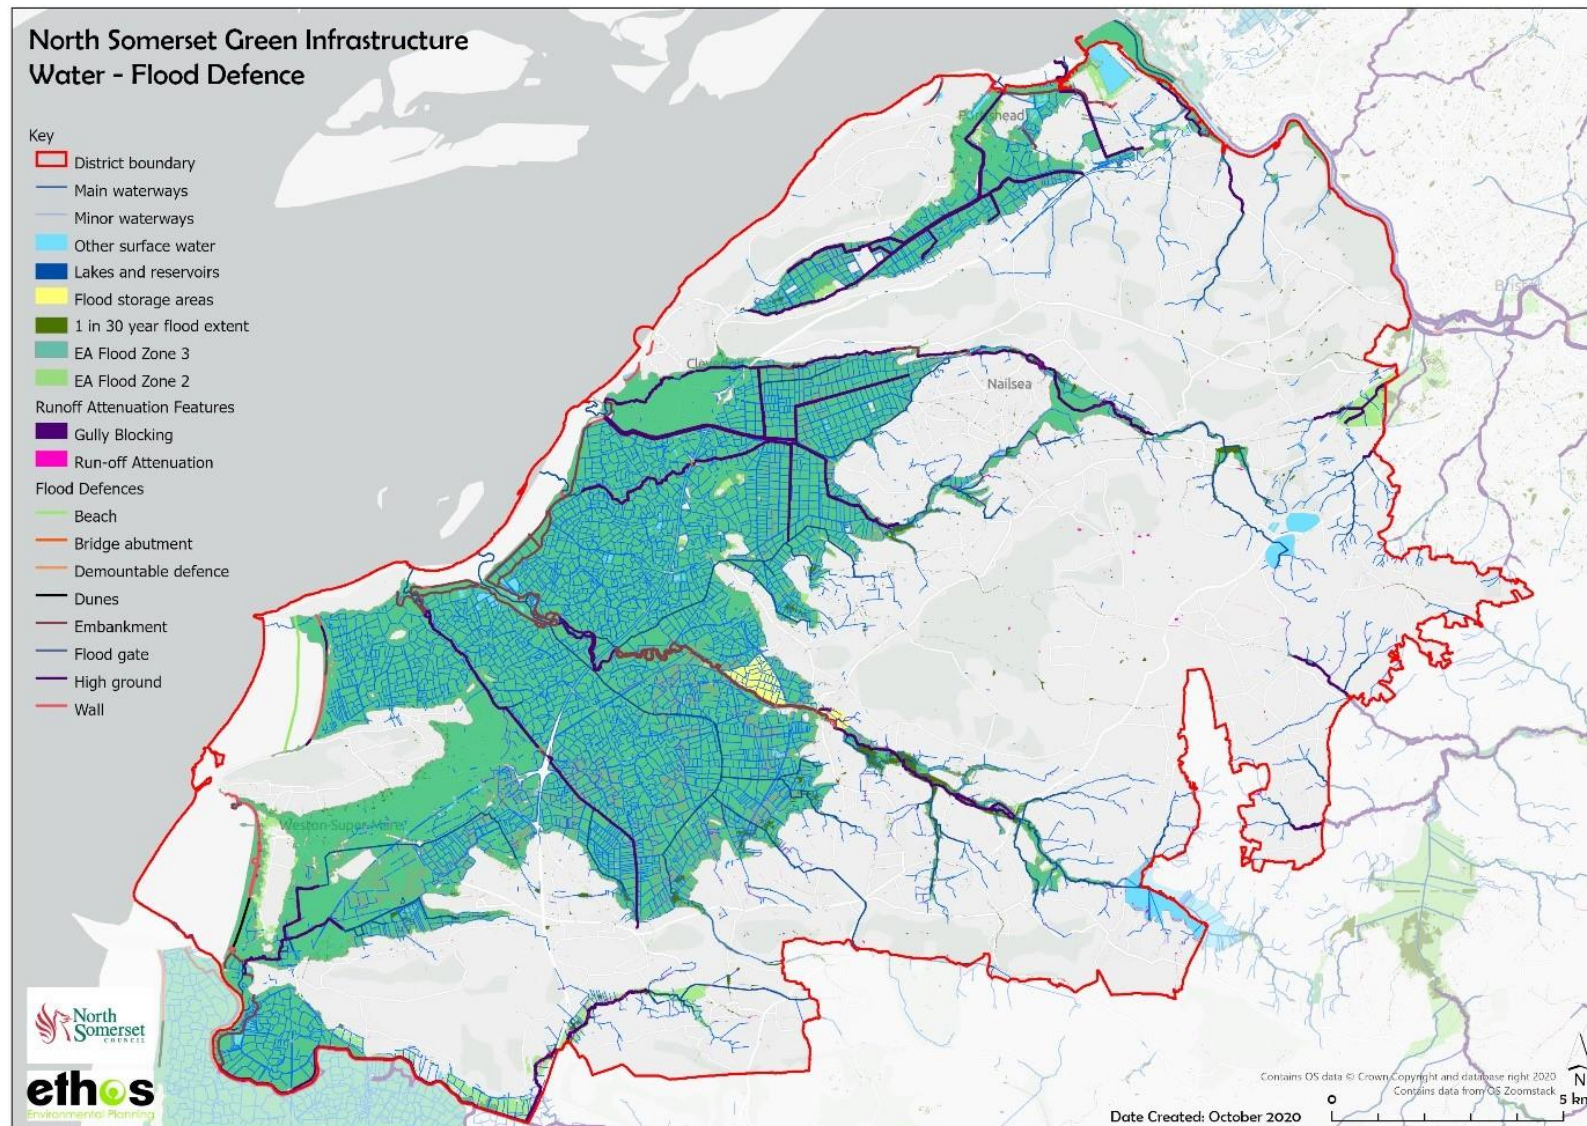 North Somerset Green Infrastructure
Water - Flood Defence
Key
District boundary
Main waterways
Minor waterways
Other surface water
Lakes and reservoirs
Flood storage areas
1 in 30 year flood extent
EA Flood Zone 3
EA Flood Zone 2
Runoff Attenuation Features
Gully Blocking
Run-off Attenuation
Flood Defences
Beach
Bridge abutment
Demountable defence
Dunes
Embankment
Flood gate
High ground
Wall
Nailsea
Weston-Super-Mare
North
Somerset
COUNCIL
ethos
Environmental Planning
Contains OS data © Crown Copyright and database right 2020
Contains data from OS Zoomstack
Date Created: October 2020
0
5 km
N